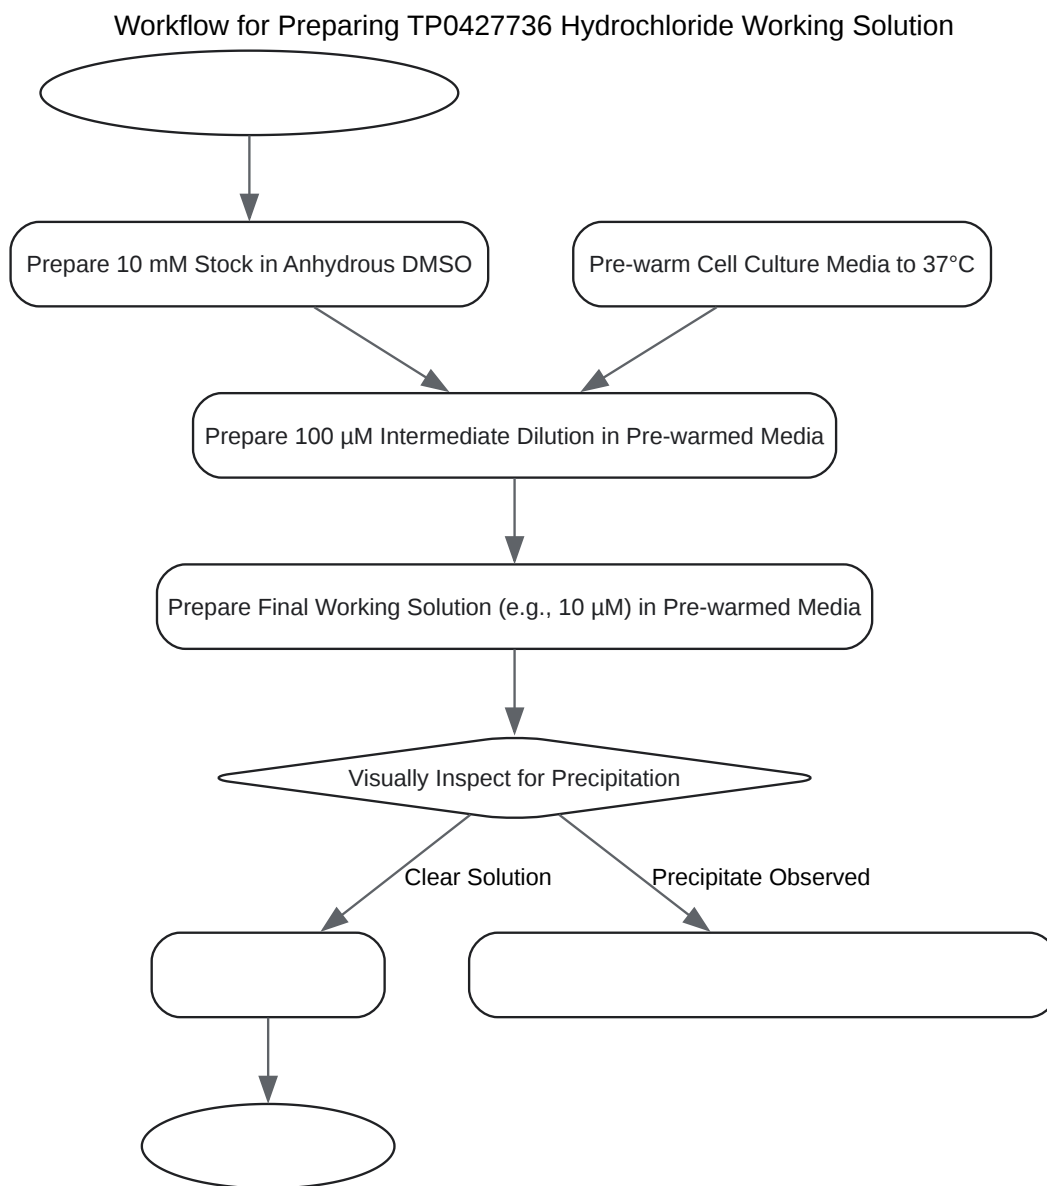 Workflow for Preparing TP0427736 Hydrochloride Working Solution
Prepare 10 mM Stock in Anhydrous DMSO
Pre-warm Cell Culture Media to 37°C
Prepare 100 µM Intermediate Dilution in Pre-warmed Media
Prepare Final Working Solution (e.g., 10 µM) in Pre-warmed Media
Visually Inspect for Precipitation
Clear Solution
Precipitate Observed